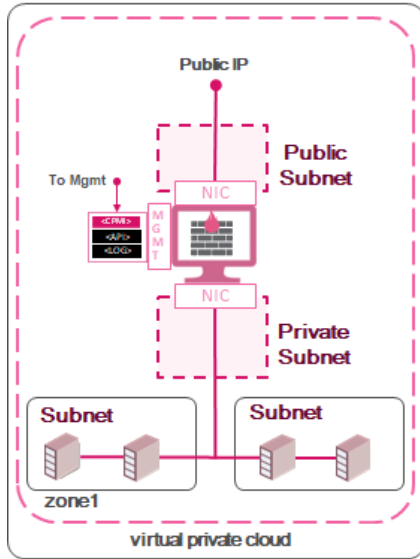 Public IP
Public
Subnet
To Mgmt
NIC
<CPMI>
<API>
<LOG>
MGMT
NIC
Private
Subnet
Subnet
Subnet
zone1
virtual private cloud